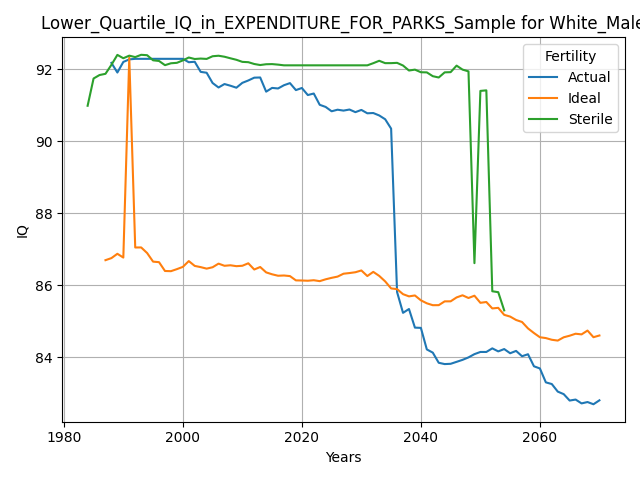 Lower_Quartile_IQ_in_EXPENDITURE_FOR_PARKS_Sample for White_Male
Fertility
Actual
Ideal
Sterile
92
90
88
86
84
IQ
1980
2000
2020
2040
2060
Years